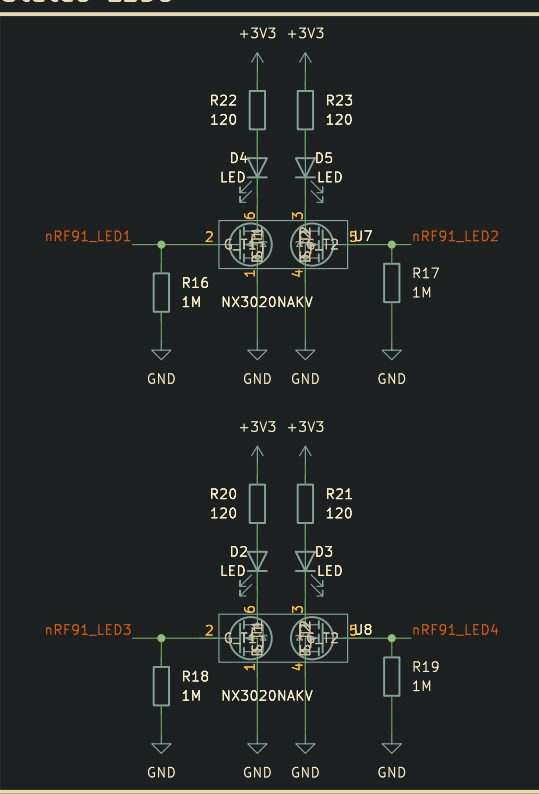 +3V3 +3V3
R22
120
R23
120
D4
LED
D5
LED
6
3
nRF91_LED1
2
U7
5
nRF91_LED2
1
4
R16
1M
NX3020NAKV
R17
1M
GND
GND
GND
GND
+3V3 +3V3
R20
120
R21
120
D2
LED
D3
LED
6
3
nRF91_LED3
2
U8
5
nRF91_LED4
1
4
R18
1M
NX3020NAKV
R19
1M
GND
GND
GND
GND